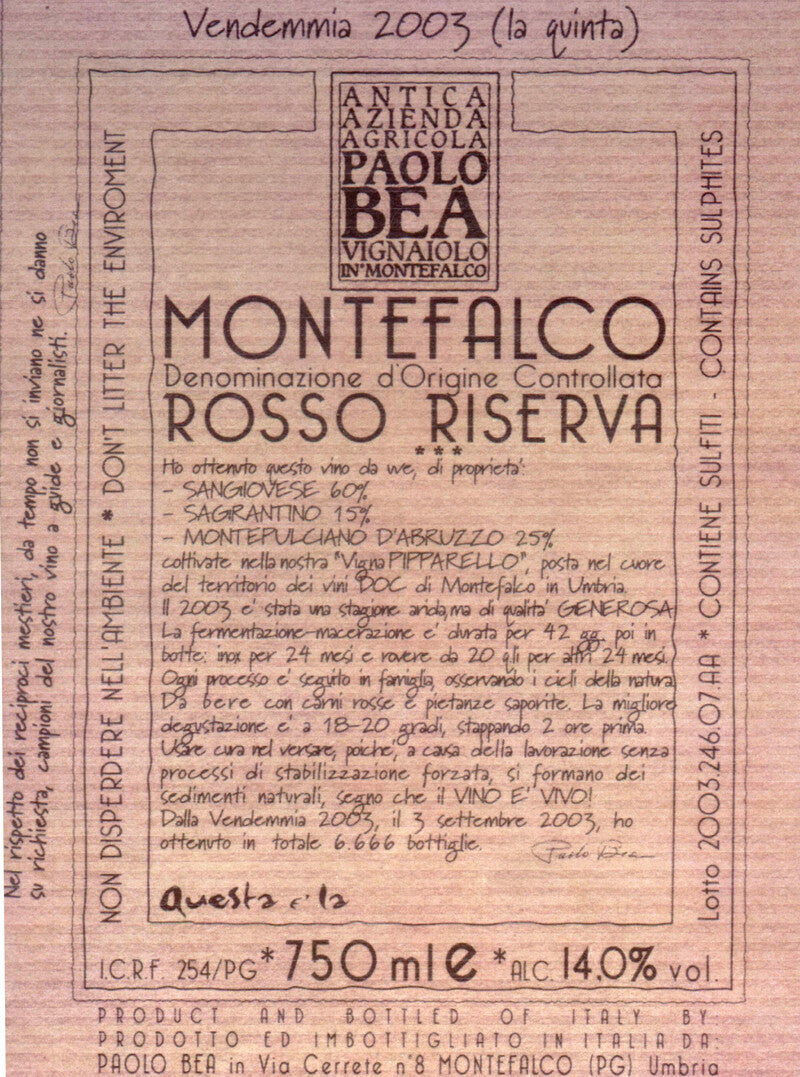 Vendemmia 2003 (la quinta)
ANTICA
AZIENDA
AGRICOLA
PAOLO
BEA
VIGNAIOLO
IN MONTEFALCO
MONTEFALCO
Denominazione d'Origine Controllata
ROSSO RISERVA
***
Ho ottenuto questo vino da uve, di proprieta':
- SANGIOVESE 60%
- SAGRANTINO 15%
- MONTEPULCIANO D'ABRUZZO 25%
coltivate nella nostra "Vigna PIPPARELLO", posta nel cuore
del territorio dei vini DOC di Montefalco in Umbria.
Il 2003 e' stata una stagione arida, ma di qualita' GENEROSA
La fermentazione-macerazione e' durata per 42 gg. poi in
botte: inox per 24 mesi e rovere da 20 q.li per altri 24 mesi.
Ogni processo e' seguito in famiglia, osservando i cicli della natura
Da bere con carni rosse e pietanze saporite. La migliore
degustazione e' a 18-20 gradi, stappando 2 ore prima.
Usare cura nel versare, poiche', a causa della lavorazione senza
processi di stabilizzazione forzata, si formano dei
sedimenti naturali, segno che il VINO E' VIVO!
Dalla Vendemmia 2003, il 3 settembre 2003, ho
ottenuto in totale 6.666 bottiglie.
Paolo Bea
Questa e' la
I.C.R.F. 254/PG * 750 ml e * ALC. 14.0% vol.
NON DISPERDERE NELL'AMBIENTE * DON'T LITTER THE ENVIROMENT
Lotto 2003.246.07.AA * CONTIENE SULFITI - CONTAINS SULPHITES
Nel rispetto dei reciproci mestieri, da tempo non si inviano ne si danno
su richiesta, campioni del nostro vino a guide e giornalisti.
Paolo Bea
PRODUCT AND BOTTLED OF ITALY BY:
PRODOTTO ED IMBOTTIGLIATO IN ITALIA DA:
PAOLO BEA in Via Cerrete n°8 MONTEFALCO (PG) Umbria